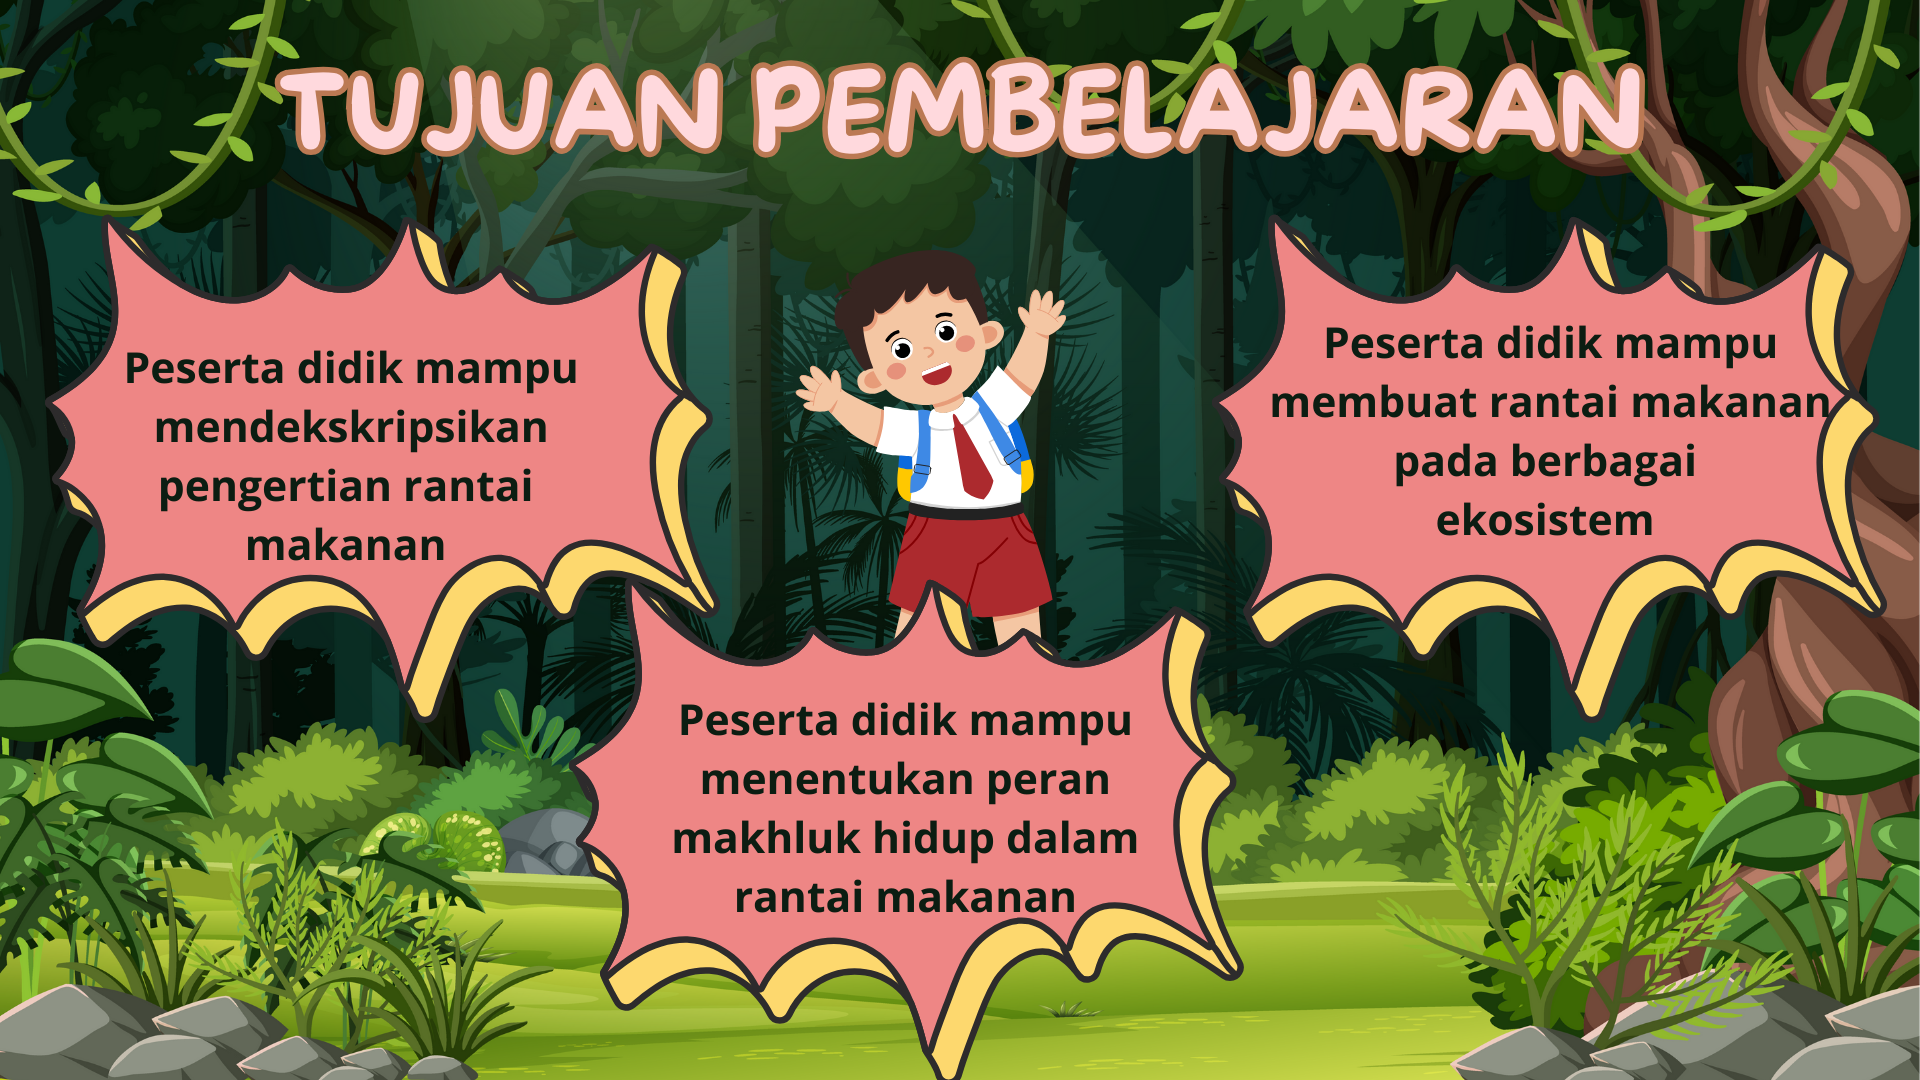 TUJUAN PEMBELAJARAN
Peserta didik mampu
mendekskripsikan
pengertian rantai
makanan
Peserta didik mampu
menentukan peran
makhluk hidup dalam
rantai makanan
Peserta didik mampu
membuat rantai makanan
pada berbagai
ekosistem